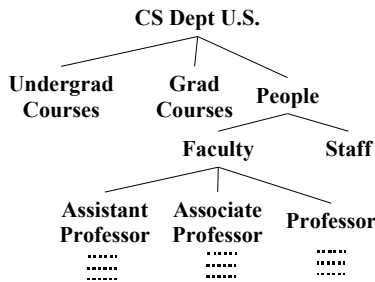 CS Dept U.S.
Undergrad
Courses
Grad
Courses
People
Faculty
Staff
Assistant
Professor
Associate
Professor
Professor